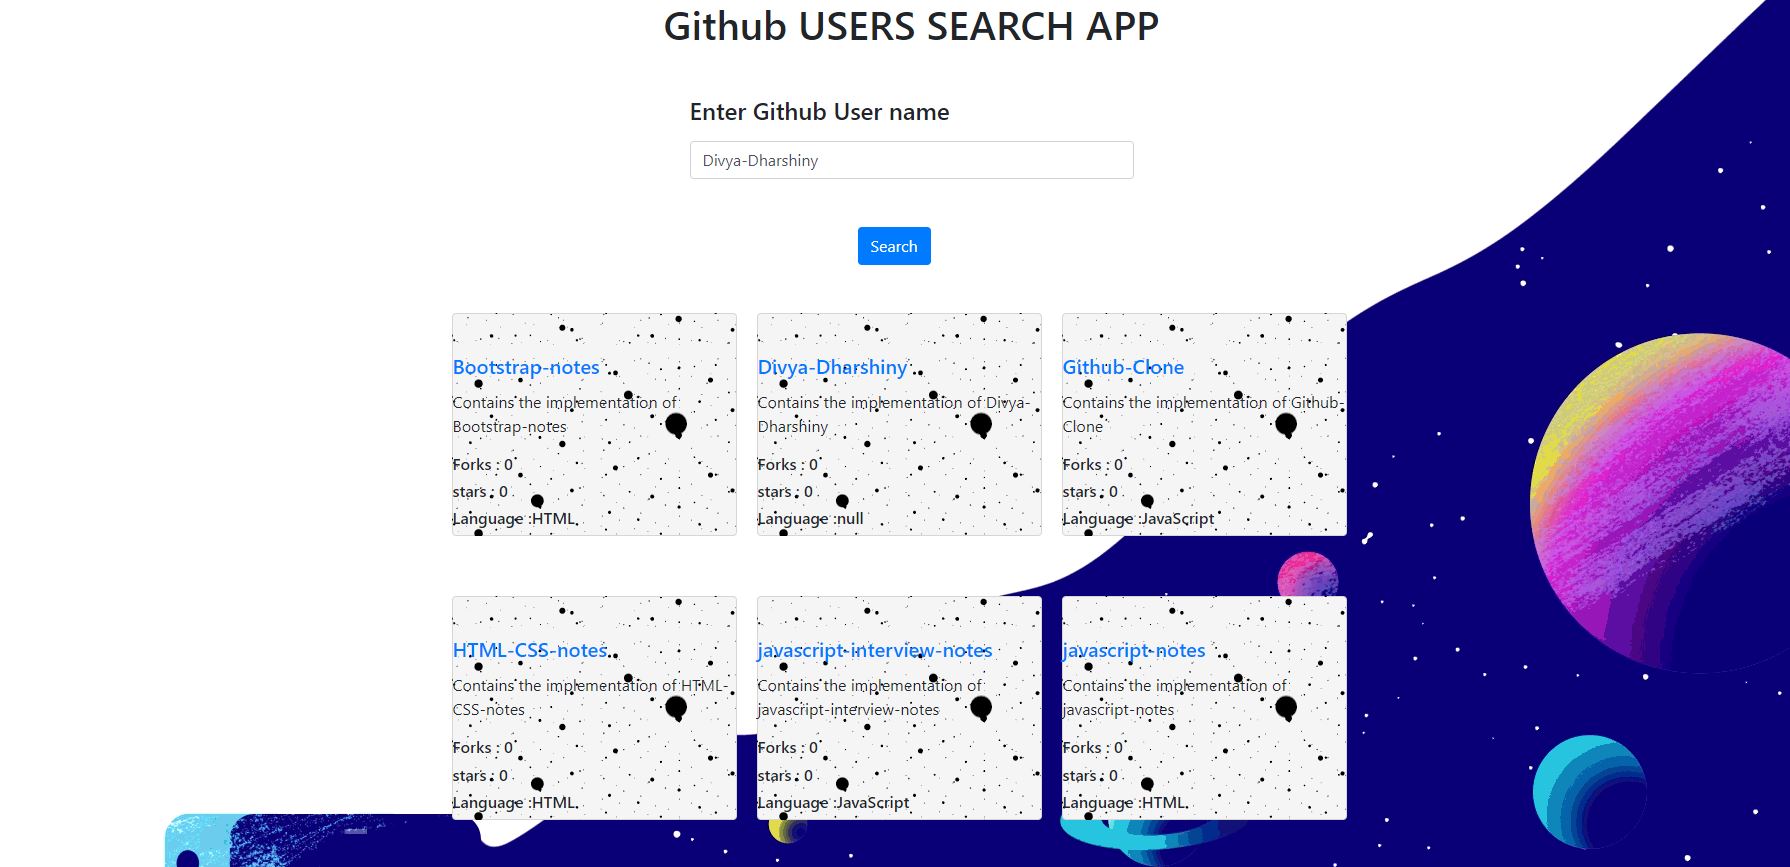 Github USERS SEARCH APP
Enter Github User name
Divya-Dharshiny
Search
Bootstrap-notes
Contains the implementation of
Bootstrap-notes
Forks : 0
stars : 0
Language :HTML
Divya-Dharshiny
Contains the implementation of Divya-
Dharshiny
Forks : 0
stars : 0
Language :null
Github-Clone
Contains the implementation of Github-
Clone
Forks : 0
stars : 0
Language :JavaScript
HTML-CSS-notes
Contains the implementation of HTML-
CSS-notes
Forks : 0
stars : 0
Language :HTML
javascript-interview-notes
Contains the implementation of
javascript-interview-notes
Forks : 0
stars : 0
Language :JavaScript
javascript-notes
Contains the implementation of
javascript-notes
Forks : 0
stars : 0
Language :HTML